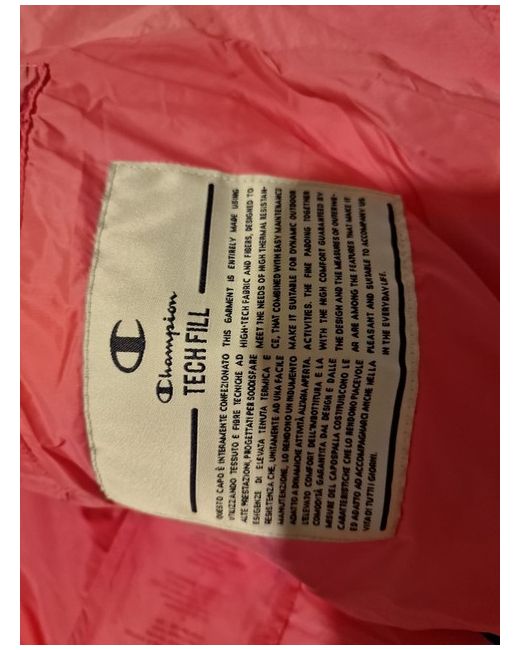 Champion
TECH FILL
QUESTO CAPO È INTERAMENTE CONFEZIONATO
UTILIZZANDO TESSUTO E FIBRE TECNICHE AD
ALTE PRESTAZIONI, PROGETTATI PER SODDISFARE
ESIGENZE DI ELEVATA TENUTA TERMICA E
RESISTENZA CHE, UNITAMENTE AD UNA FACILE
MANUTENZIONE, LO RENDONO UN INDUMENTO
ADATTO A DINAMICHE ATTIVITÀ ALL'ARIA APERTA.
L'ELEVATO COMFORT DELL'IMBOTTITURA E LA
COMODITÀ GARANTITA DAL DESIGN E DALLE
MISURE DEL CAPOSPALLA COSTITUISCONO LE
CARATTERISTICHE CHE LO RENDONO PIACEVOLE
ED ADATTO AD ACCOMPAGNARCI ANCHE NELLA
VITA DI TUTTI I GIORNI.
THIS GARMENT IS ENTIRELY MADE USING
HIGH-TECH FABRIC AND FIBERS, DESIGNED TO
MEET THE NEEDS OF HIGH THERMAL RESISTAN-
CE, THAT COMBINED WITH EASY MAINTENANCE
MAKE IT SUITABLE FOR DYNAMIC OUTDOOR
ACTIVITIES. THE FINE PADDING TOGETHER
WITH THE HIGH COMFORT GUARANTEED BY
THE DESIGN AND THE MEASURES OF OUTERWE-
AR ARE AMONG THE FEATURES THAT MAKE IT
PLEASANT AND SUITABLE TO ACCOMPANY US
IN THE EVERYDAY LIFE.